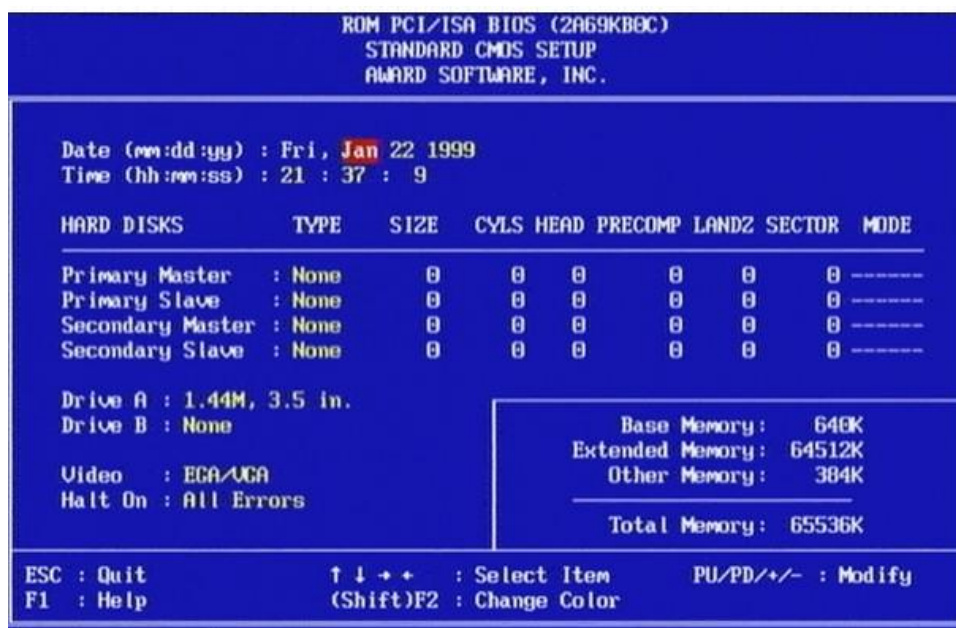 ROM PCI/ISA BIOS (2A69KB0C)
STANDARD CMOS SETUP
AWARD SOFTWARE, INC.
Date (mm:dd:yy) : Fri, Jan 22 1999
Time (hh:mm:ss) : 21 : 37 : 9
HARD DISKS TYPE SIZE CYLS HEAD PRECOMP LANDZ SECTOR MODE
Primary Master : None 0 0 0 0 0 0 ------
Primary Slave : None 0 0 0 0 0 0 ------
Secondary Master : None 0 0 0 0 0 0 ------
Secondary Slave : None 0 0 0 0 0 0 ------
Drive A : 1.44M, 3.5 in.
Drive B : None
Video : EGA/VGA
Halt On : All Errors
Base Memory: 640K
Extended Memory: 64512K
Other Memory: 384K
Total Memory: 65536K
ESC : Quit ↑ ↓ → ← : Select Item PU/PD/+/- : Modify
F1 : Help (Shift)F2 : Change Color